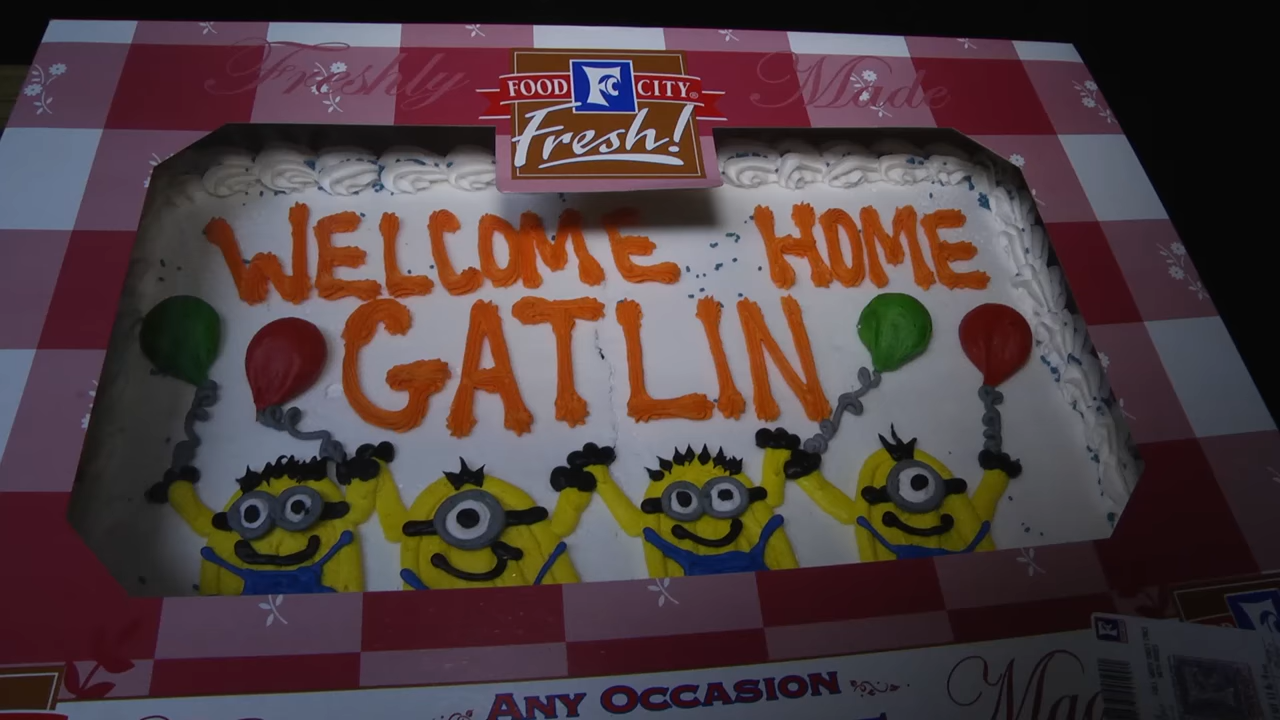 Freshly Made
FOOD FC CITY®
Fresh!
WELCOME HOME
GATLIN
ANY OCCASION